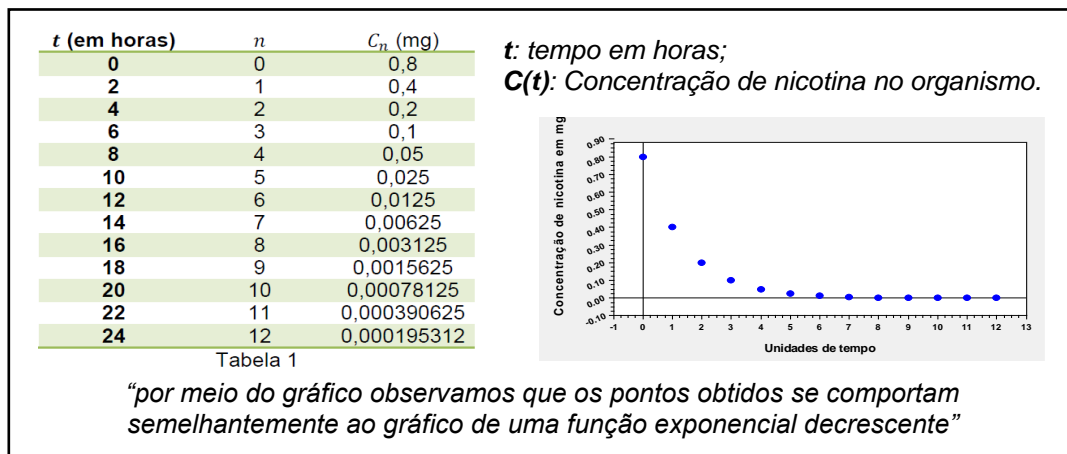 t (em horas) n Cₙ (mg)
0 0 0,8
2 1 0,4
4 2 0,2
6 3 0,1
8 4 0,05
10 5 0,025
12 6 0,0125
14 7 0,00625
16 8 0,003125
18 9 0,0015625
20 10 0,00078125
22 11 0,000390625
24 12 0,000195312
Tabela 1
t: tempo em horas;
C(t): Concentração de nicotina no organismo.
Concentração de nicotina em mg
0.90
0.80
0.70
0.60
0.50
0.40
0.30
0.20
0.10
0.00
-0.10
-1 0 1 2 3 4 5 6 7 8 9 10 11 12 13
Unidades de tempo
“por meio do gráfico observamos que os pontos obtidos se comportam
semelhantemente ao gráfico de uma função exponencial decrescente”